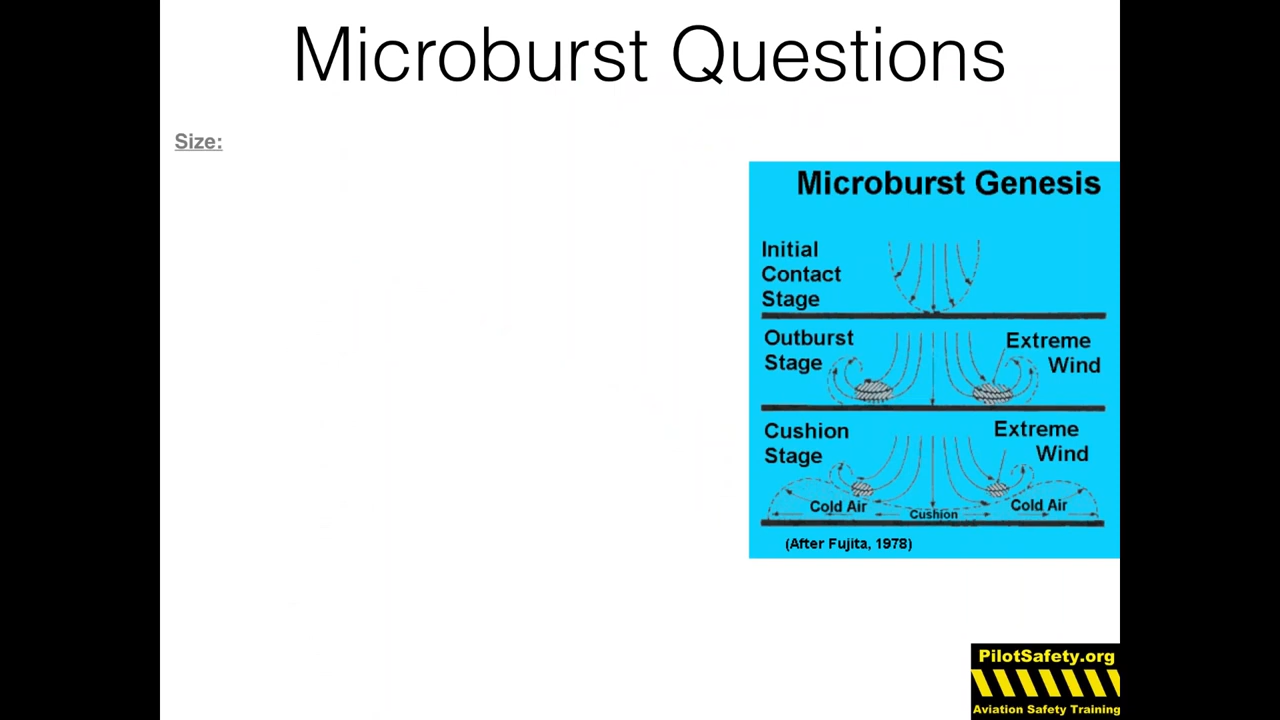 Microburst Questions
Size:
Microburst Genesis
Initial
Contact
Stage
Outburst
Stage
Extreme
Wind
Cushion
Stage
Extreme
Wind
Cold Air
Cushion
Cold Air
(After Fujita, 1978)
PilotSafety.org
Aviation Safety Training